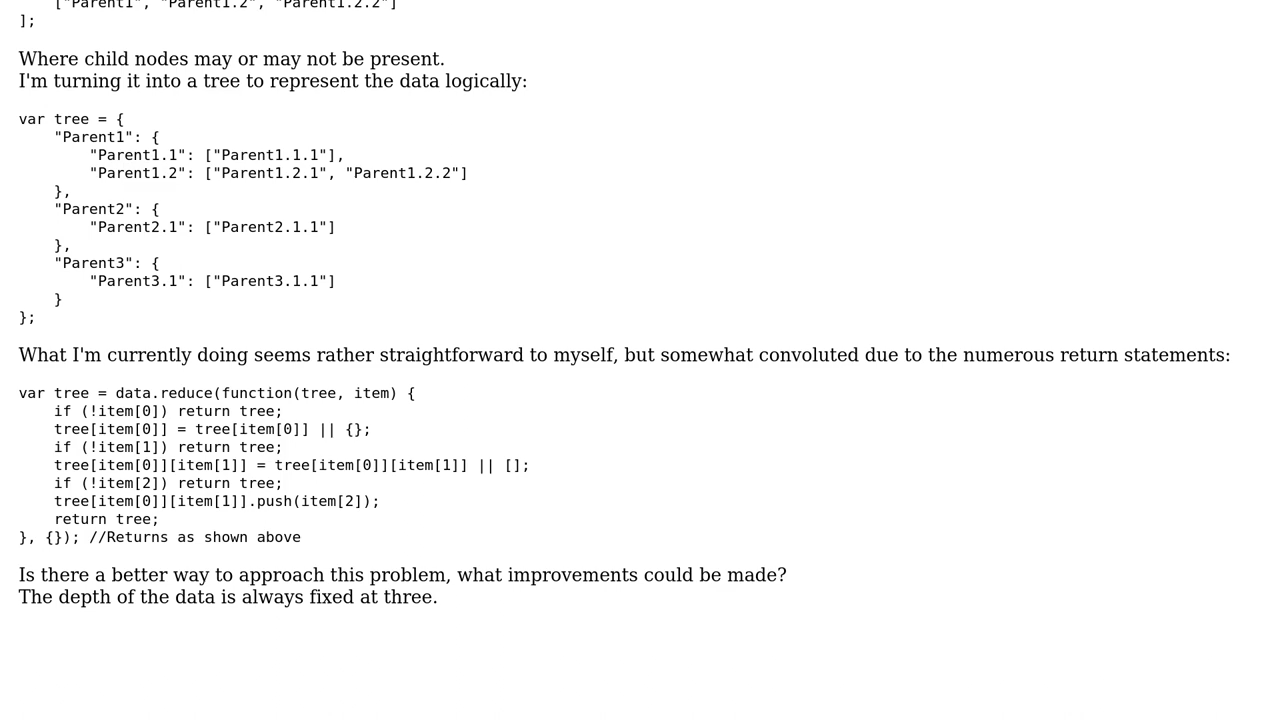 ["Parent1", "Parent1.2", "Parent1.2.2"]
];
Where child nodes may or may not be present.
I'm turning it into a tree to represent the data logically:
var tree = {
    "Parent1": {
        "Parent1.1": ["Parent1.1.1"],
        "Parent1.2": ["Parent1.2.1", "Parent1.2.2"]
    },
    "Parent2": {
        "Parent2.1": ["Parent2.1.1"]
    },
    "Parent3": {
        "Parent3.1": ["Parent3.1.1"]
    }
};
What I'm currently doing seems rather straightforward to myself, but somewhat convoluted due to the numerous return statements:
var tree = data.reduce(function(tree, item) {
    if (!item[0]) return tree;
    tree[item[0]] = tree[item[0]] || {};
    if (!item[1]) return tree;
    tree[item[0]][item[1]] = tree[item[0]][item[1]] || [];
    if (!item[2]) return tree;
    tree[item[0]][item[1]].push(item[2]);
    return tree;
}, {}); //Returns as shown above
Is there a better way to approach this problem, what improvements could be made?
The depth of the data is always fixed at three.